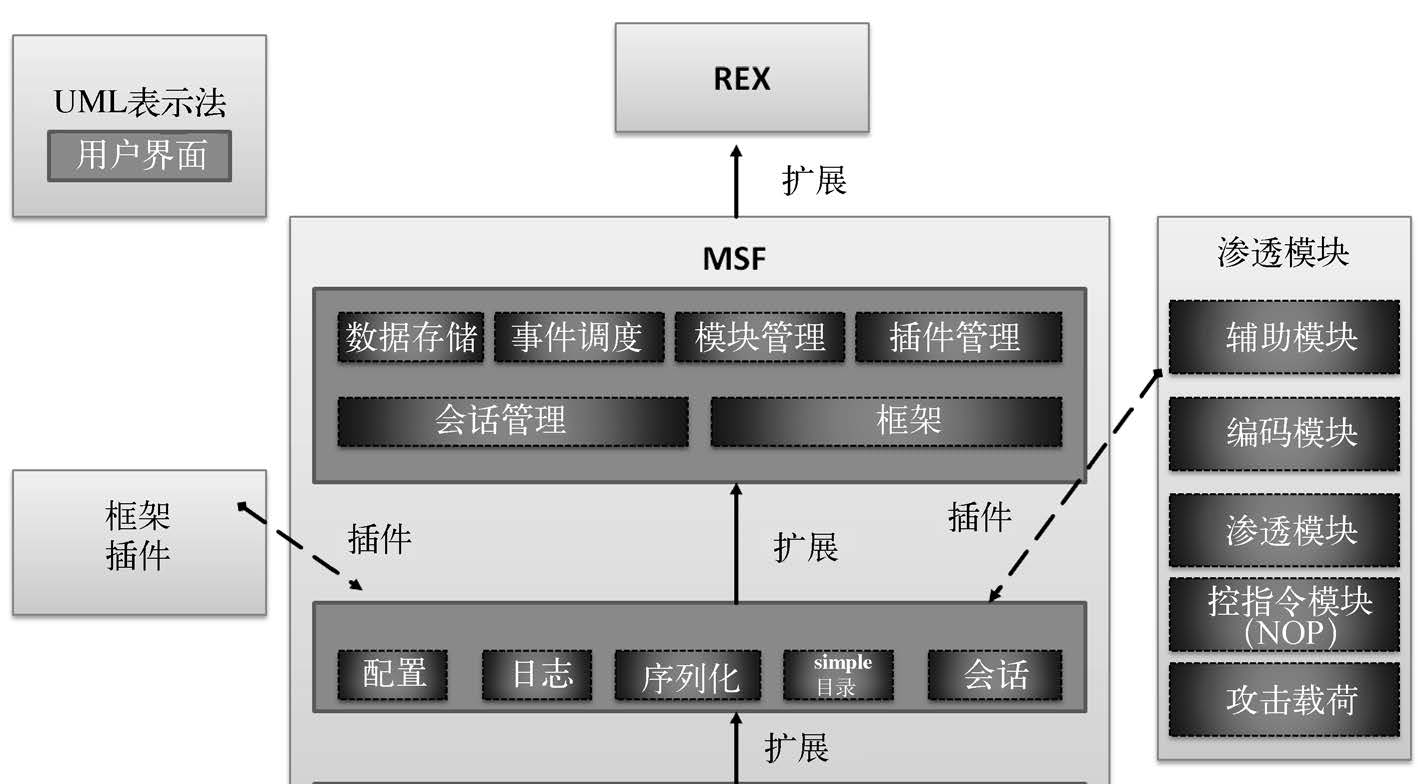 REX
UML表示法
用户界面
扩展
MSF
数据存储
事件调度
模块管理
插件管理
会话管理
框架
渗透模块
辅助模块
编码模块
渗透模块
控指令模块
（NOP）
攻击载荷
框架
插件
插件
扩展
插件
配置
日志
序列化
simple
目录
会话
扩展